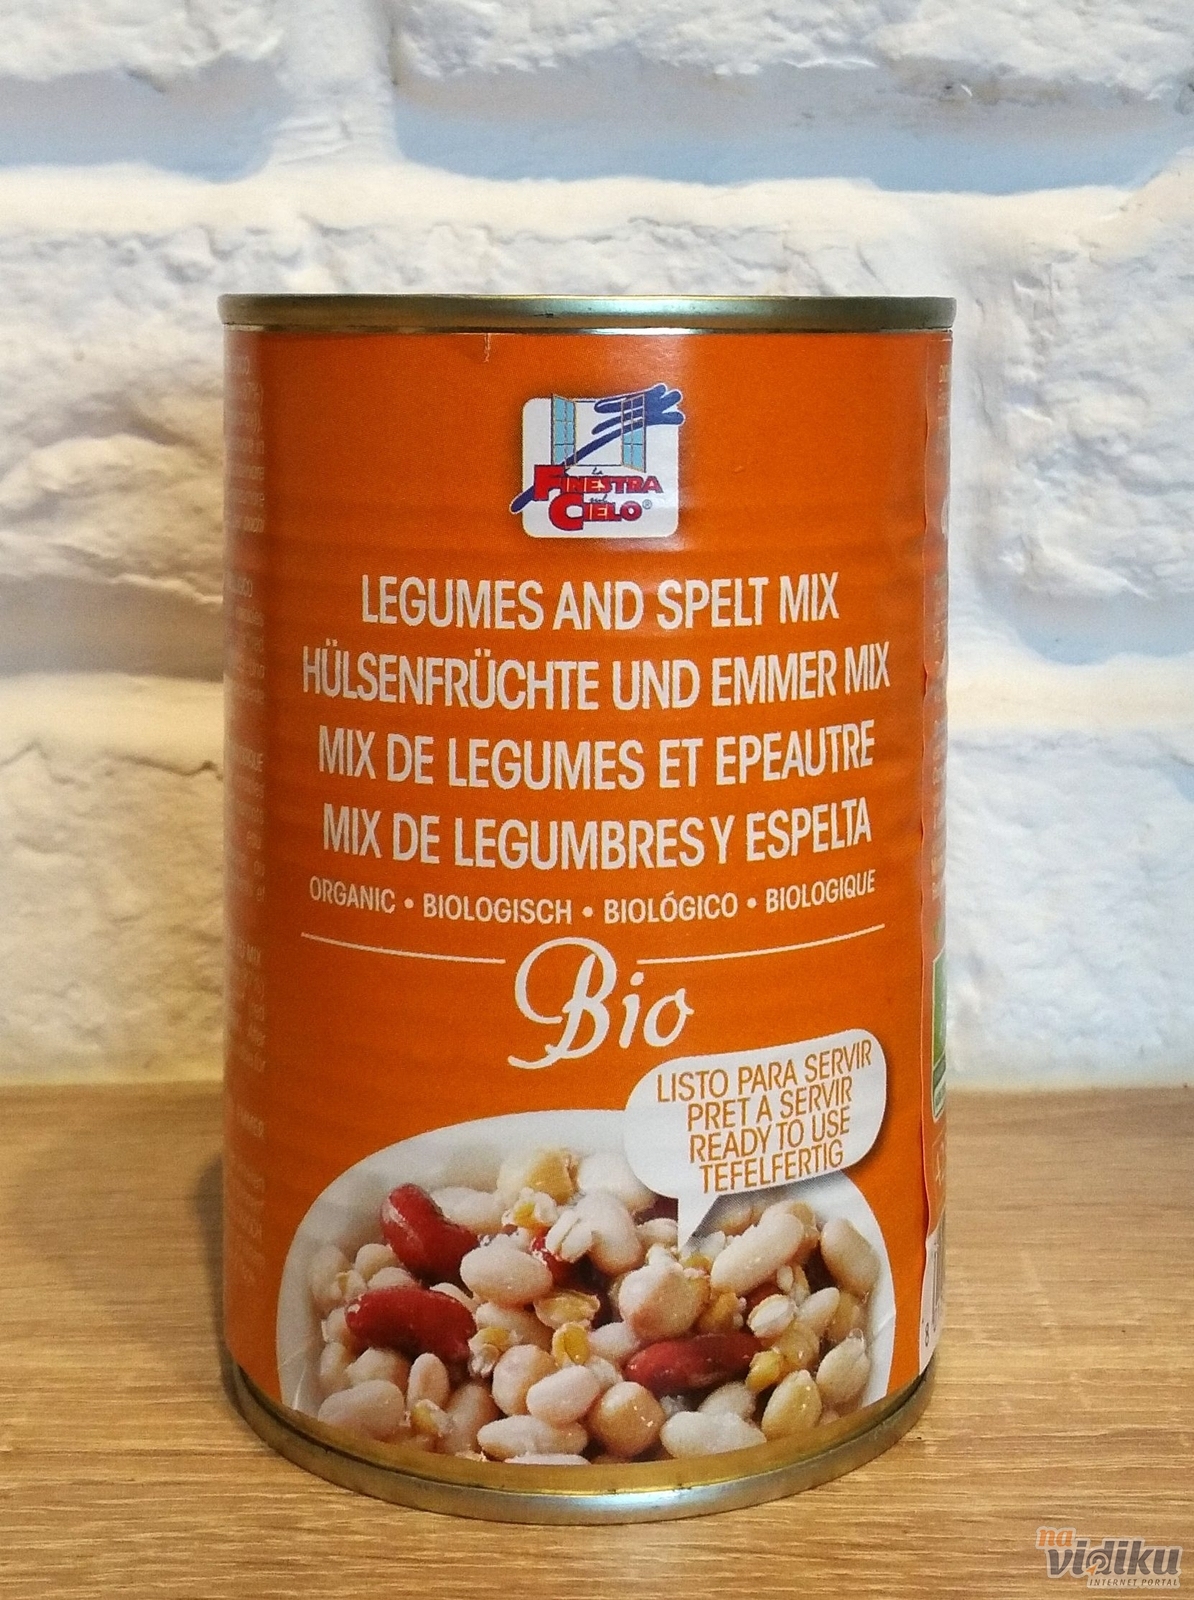 La
FINESTRA
sul
CIELO®
LEGUMES AND SPELT MIX
HÜLSENFRÜCHTE UND EMMER MIX
MIX DE LEGUMES ET EPEAUTRE
MIX DE LEGUMBRES Y ESPELTA
ORGANIC • BIOLOGISCH • BIOLÓGICO • BIOLOGIQUE
Bio
LISTO PARA SERVIR
PRET A SERVIR
READY TO USE
TEFELFERTIG
8
na
vidiku
INTERNET PORTAL